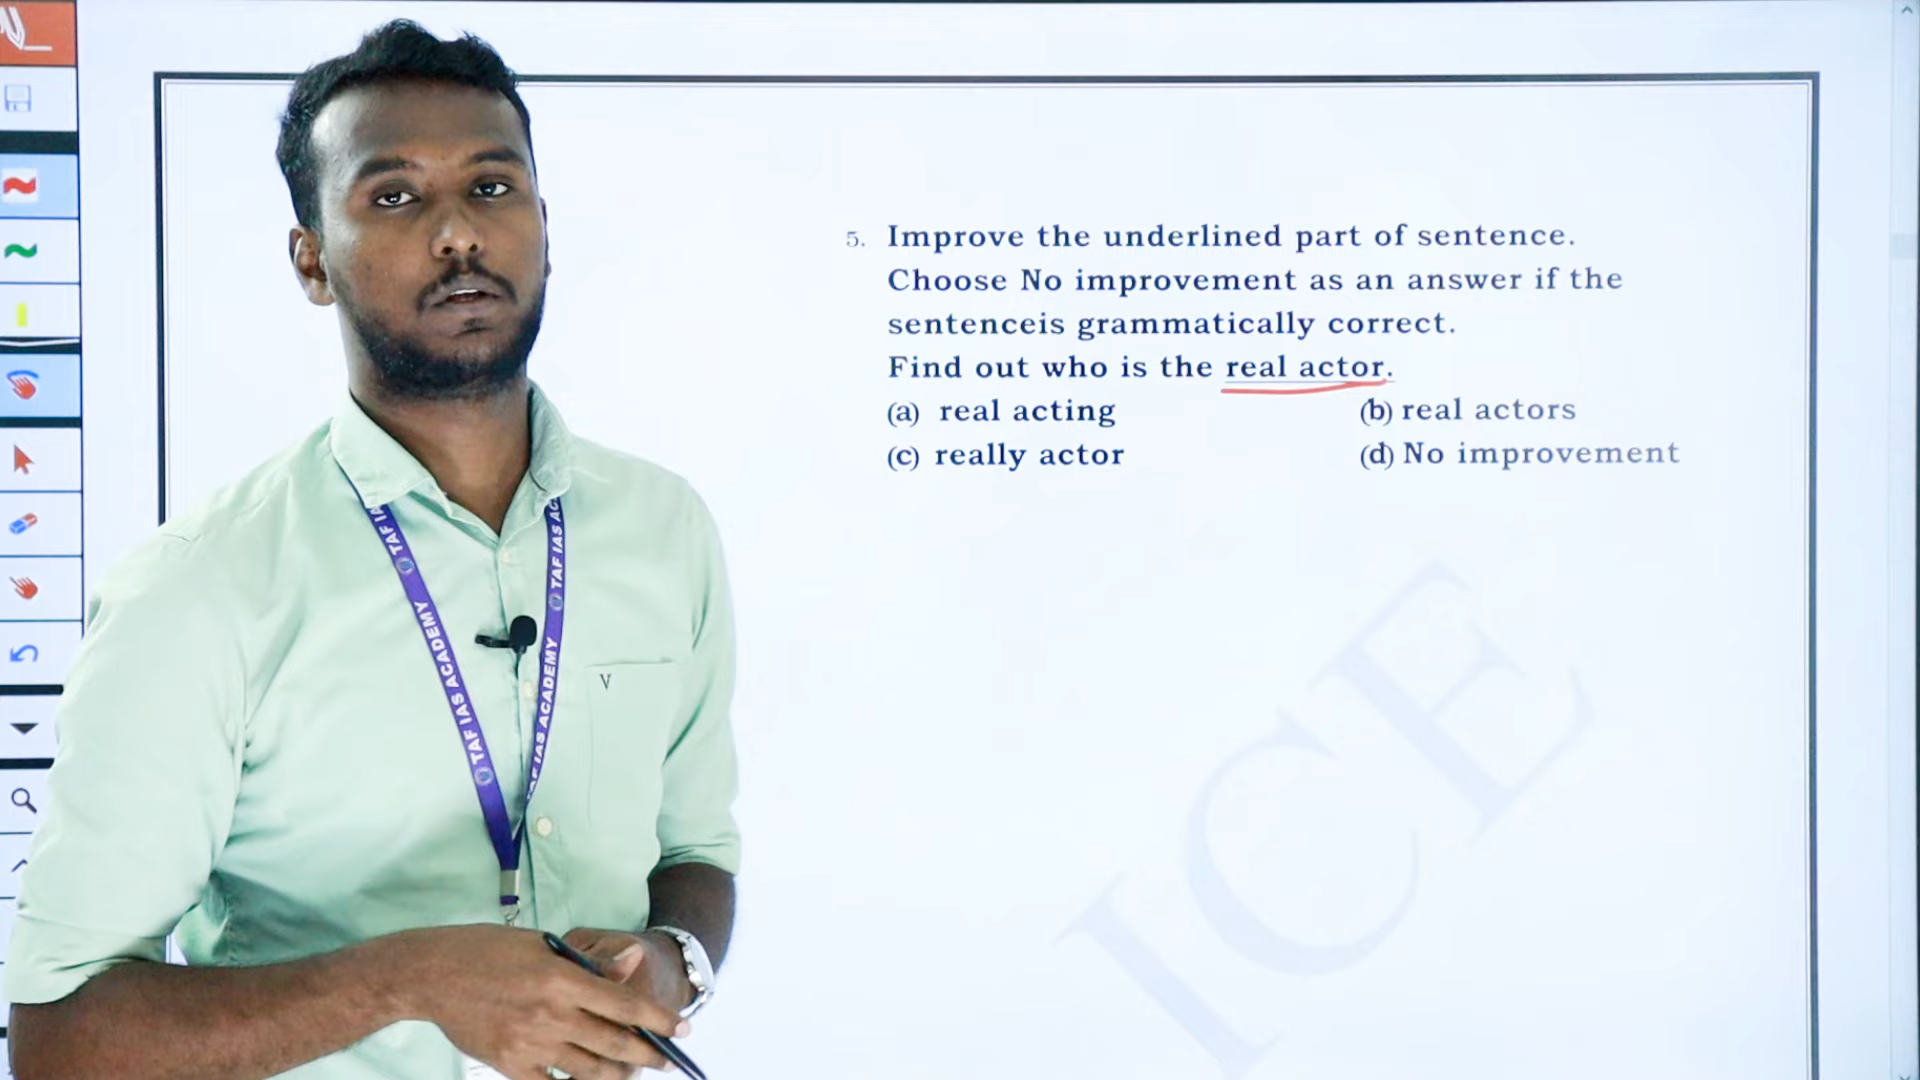 5. Improve the underlined part of sentence.
Choose No improvement as an answer if the
sentenceis grammatically correct.
Find out who is the real actor.
(a) real acting
(b) real actors
(c) really actor
(d) No improvement
TAF IAS ACADEMY
TAF IAS AC
ICE
V